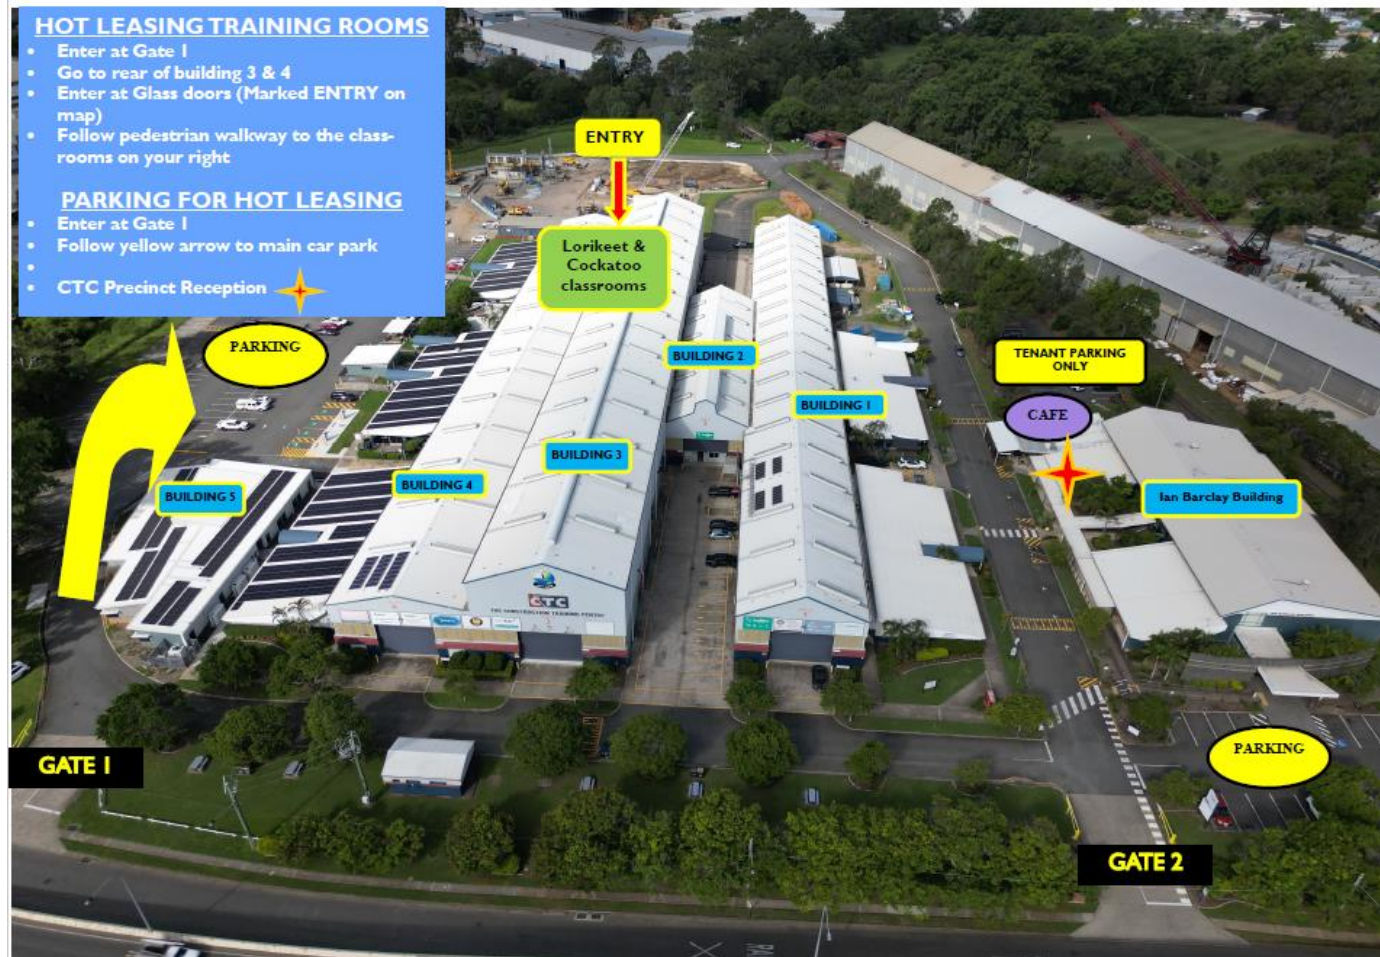 HOT LEASING TRAINING ROOMS
• Enter at Gate 1
• Go to rear of building 3 & 4
• Enter at Glass doors (Marked ENTRY on
map)
• Follow pedestrian walkway to the class-
rooms on your right
PARKING FOR HOT LEASING
• Enter at Gate 1
• Follow yellow arrow to main car park
•
• CTC Precinct Reception
ENTRY
Lorikeet &
Cockatoo
classrooms
PARKING
BUILDING 2
TENANT PARKING
ONLY
BUILDING 1
CAFE
BUILDING 3
BUILDING 4
BUILDING 5
Ian Barclay Building
CTC
THE CONSTRUCTION TRAINING CENTRE
GATE 1
PARKING
GATE 2